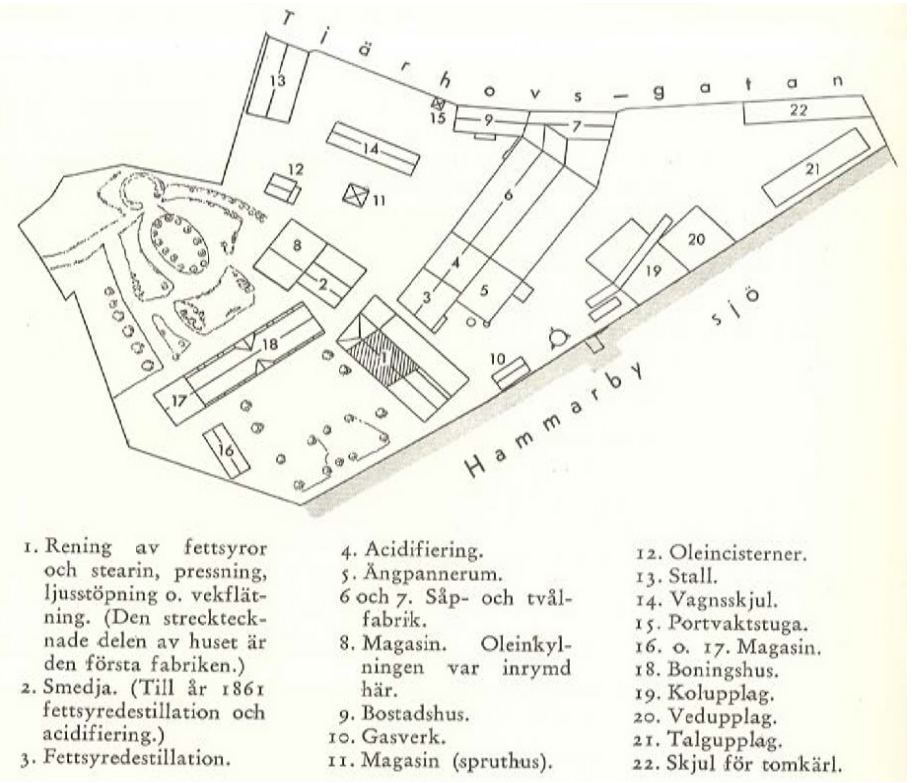 Tjärhovs-gatan
13
15
9
7
22
14
12
11
6
21
8
2
4
3
5
20
19
18
1
10
17
16
Hammarby sjö
1. Rening av fettsyror
och stearin, pressning,
ljusstöpning o. vekflät-
ning. (Den streckteck-
nade delen av huset är
den första fabriken.)
2. Smedja. (Till år 1861
fettsyredestillation och
acidifiering.)
3. Fettsyredestillation.
4. Acidifiering.
5. Ängpannerum.
6 och 7. Såp- och tvål-
fabrik.
8. Magasin. Oleinkyl-
ningen var inrymd
här.
9. Bostadshus.
10. Gasverk.
11. Magasin (spruthus).
12. Oleincisterner.
13. Stall.
14. Vagnsskjul.
15. Portvaktstuga.
16. o. 17. Magasin.
18. Boningshus.
19. Kolupplag.
20. Vedupplag.
21. Talgupplag.
22. Skjul för tomkärl.